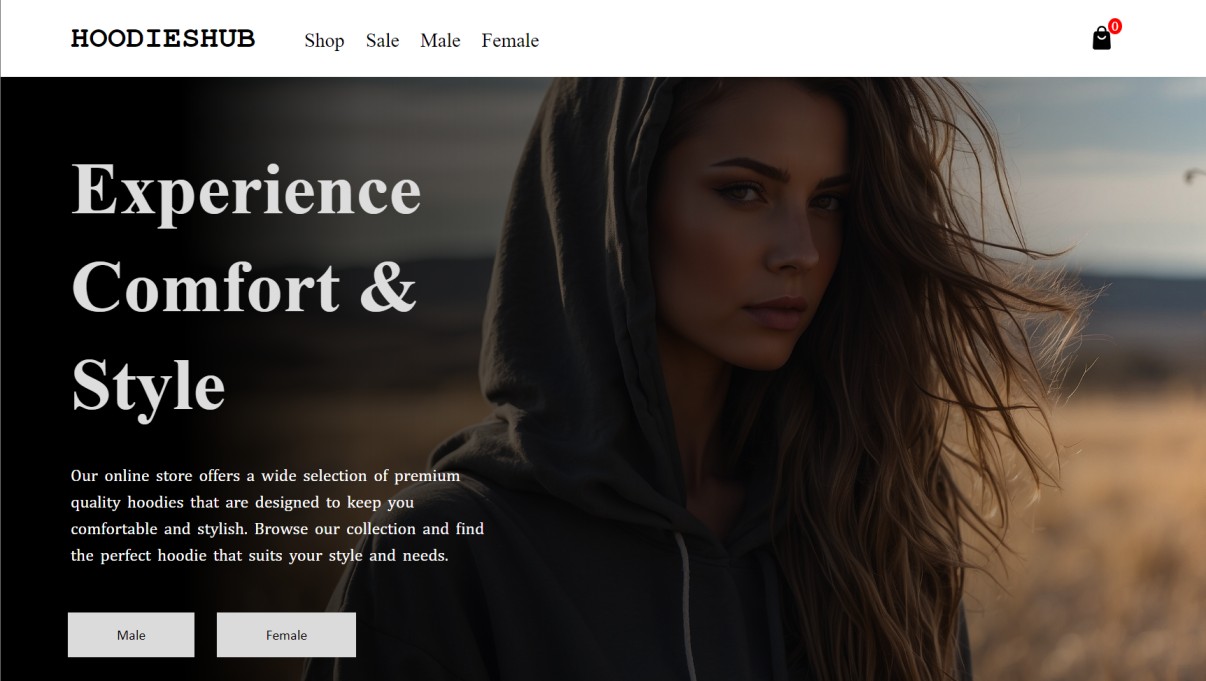 HOODIESHUB
Shop Sale Male Female
0
Experience
Comfort &
Style
Our online store offers a wide selection of premium
quality hoodies that are designed to keep you
comfortable and stylish. Browse our collection and find
the perfect hoodie that suits your style and needs.
Male Female